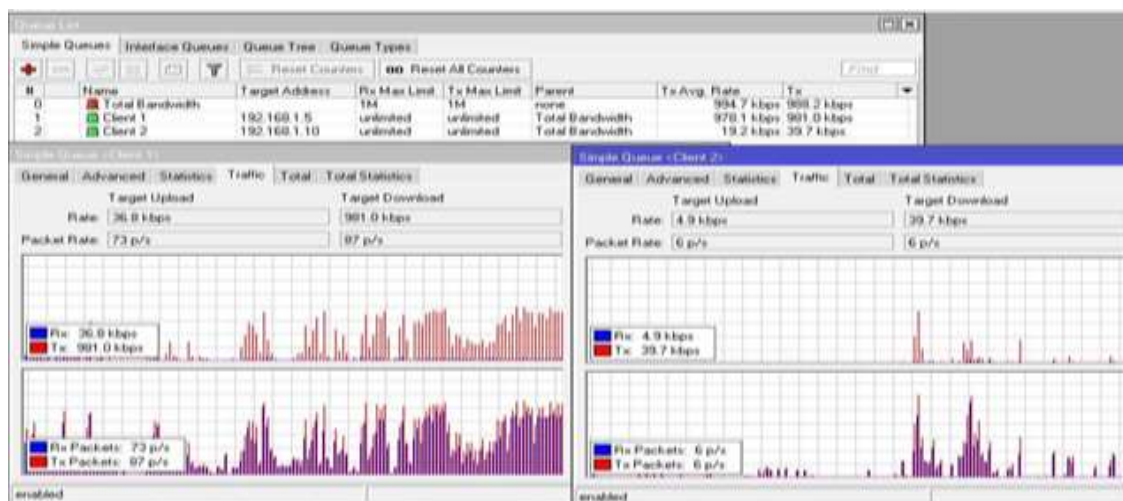 Queue List
Simple Queues Interface Queues Queue Tree Queue Types
Reset Counters 00 Reset All Counters Find
# Name Target Address Rx Max Limit Tx Max Limit Parent Tx Avg. Rate Tx
0 Total Bandwidth 1M 1M none 994.7 kbps 988.2 kbps
1 Client 1 192.168.1.5 unlimited unlimited Total Bandwidth 978.1 kbps 981.0 kbps
2 Client 2 192.168.1.10 unlimited unlimited Total Bandwidth 19.2 kbps 39.7 kbps
Simple Queue <Client 1>
General Advanced Statistics Traffic Total Total Statistics
Target Upload Target Download
Rate: 36.8 kbps 981.0 kbps
Packet Rate: 73 p/s 87 p/s
Rx: 36.8 kbps
Tx: 981.0 kbps
Rx Packets: 73 p/s
Tx Packets: 87 p/s
enabled
Simple Queue <Client 2>
General Advanced Statistics Traffic Total Total Statistics
Target Upload Target Download
Rate: 4.9 kbps 39.7 kbps
Packet Rate: 6 p/s 6 p/s
Rx: 4.9 kbps
Tx: 39.7 kbps
Rx Packets: 6 p/s
Tx Packets: 6 p/s
enabled